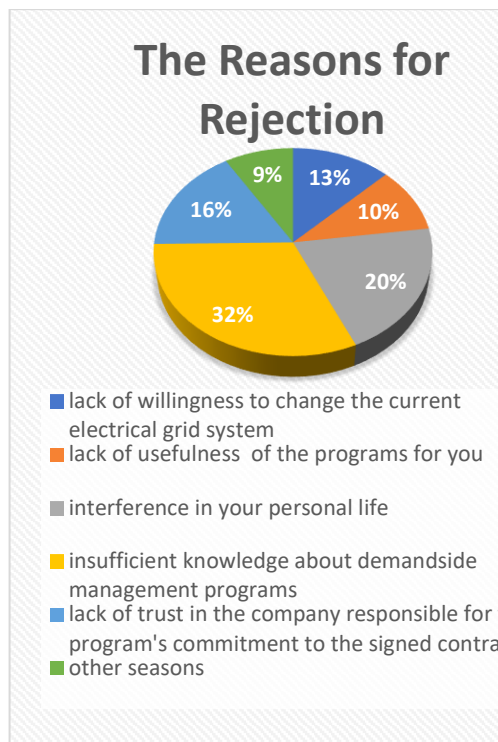 The Reasons for
Rejection
9%
13%
16%
10%
20%
32%
lack of willingness to change the current
electrical grid system
lack of usefulness of the programs for you
interference in your personal life
insufficient knowledge about demandside
management programs
lack of trust in the company responsible for
program's commitment to the signed contra
other seasons